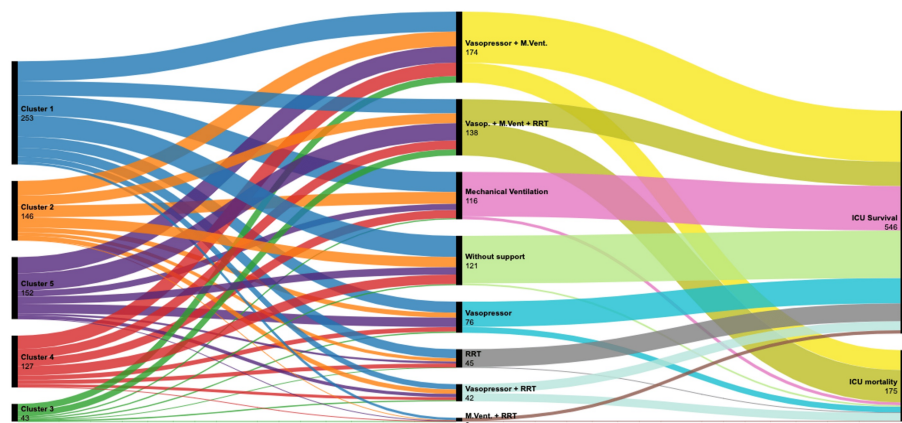 Cluster 1
253
Cluster 2
146
Cluster 5
152
Cluster 4
127
Cluster 3
43
Vasopressor + M.Vent.
174
Vasop. + M.Vent + RRT
138
Mechanical Ventilation
116
Without support
121
Vasopressor
76
RRT
45
Vasopressor + RRT
42
M.Vent. + RRT
ICU Survival
546
ICU mortality
175